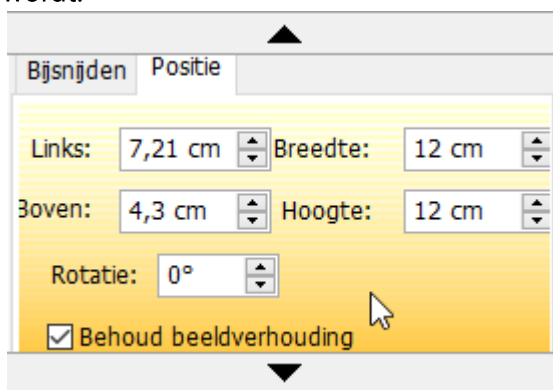 Bijsnijden Positie
Links: 7,21 cm Breedte: 12 cm
Boven: 4,3 cm Hoogte: 12 cm
Rotatie: 0°
Behoud beeldverhouding